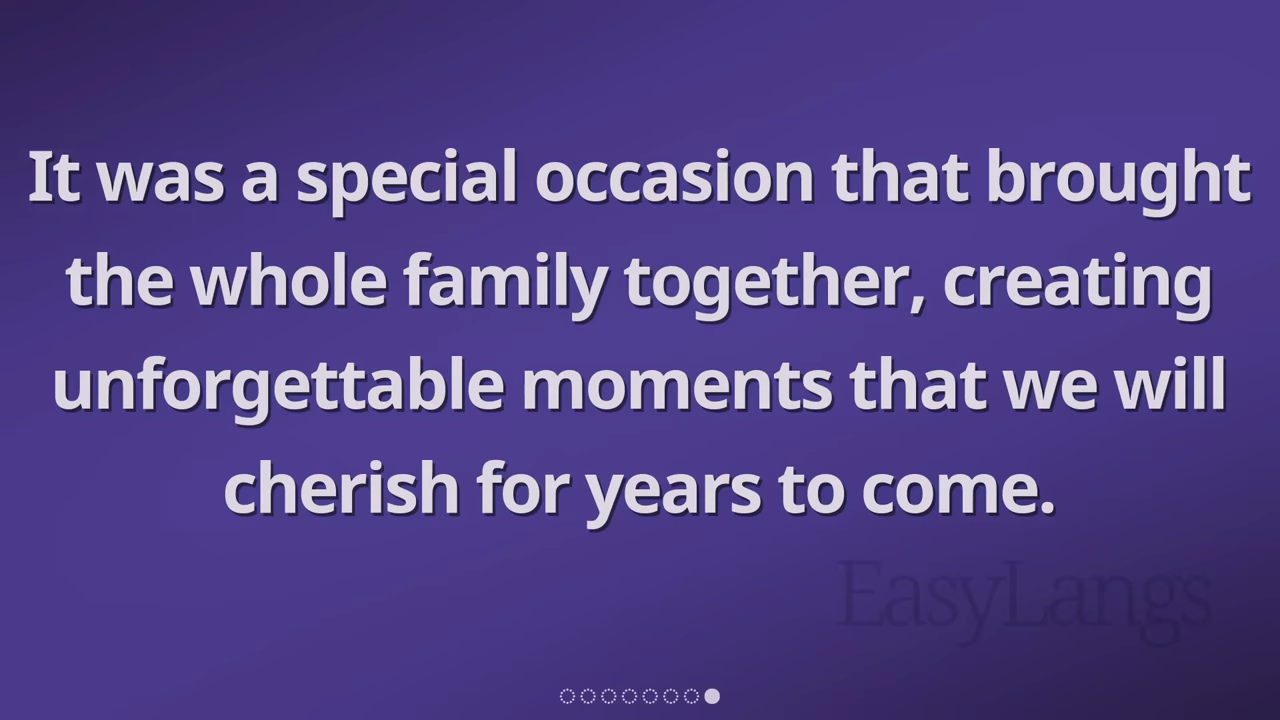 It was a special occasion that brought
the whole family together, creating
unforgettable moments that we will
cherish for years to come.
EasyLangs